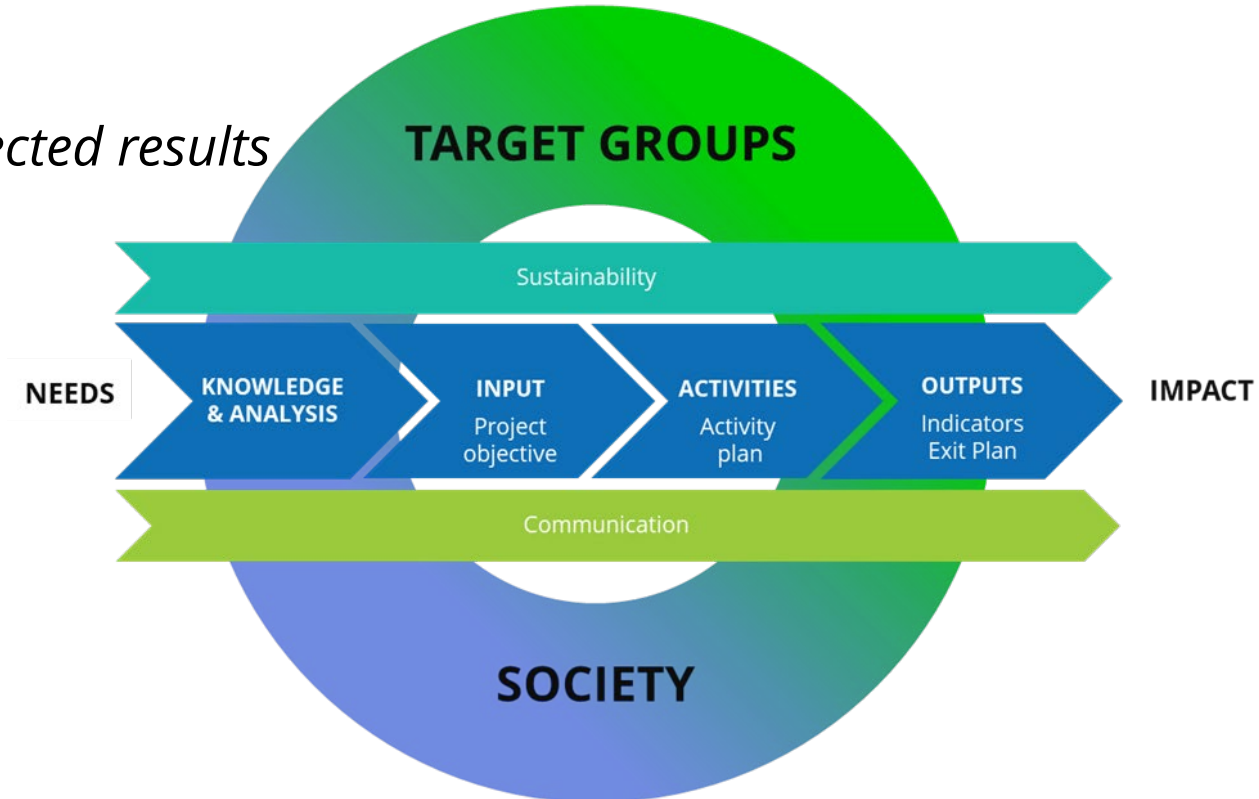 ected results
TARGET GROUPS
Sustainability
NEEDS
KNOWLEDGE
& ANALYSIS
INPUT
Project
objective
ACTIVITIES
Activity
plan
OUTPUTS
Indicators
Exit Plan
IMPACT
Communication
SOCIETY